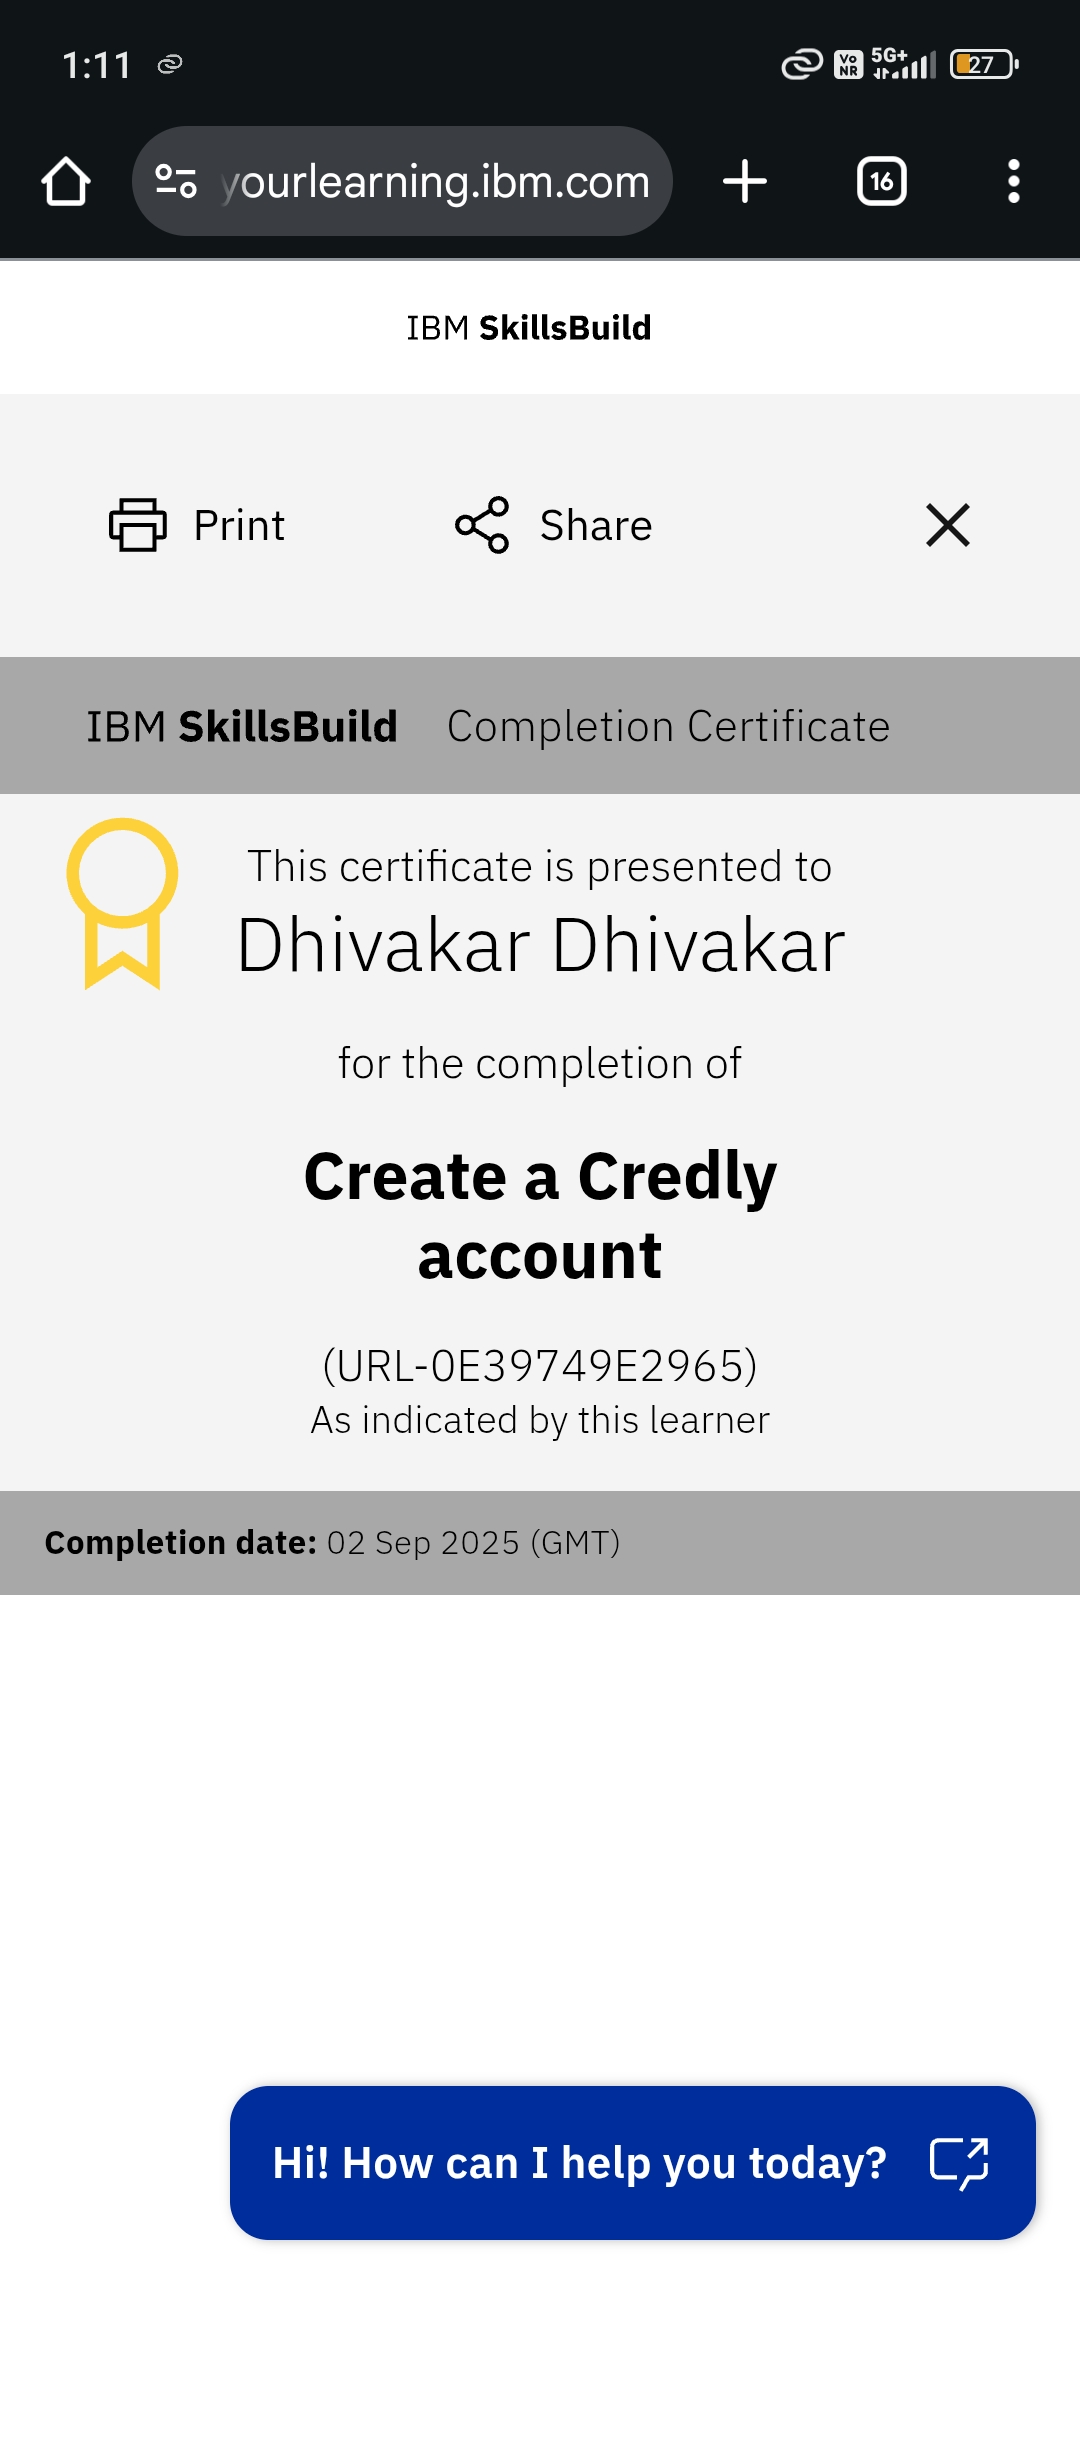 1:11
Vo NR 5G+ 27
yourlearning.ibm.com
16
IBM SkillsBuild
Print
Share
IBM SkillsBuild Completion Certificate
This certificate is presented to
Dhivakar Dhivakar
for the completion of
Create a Credly
account
(URL-0E39749E2965)
As indicated by this learner
Completion date: 02 Sep 2025 (GMT)
Hi! How can I help you today?